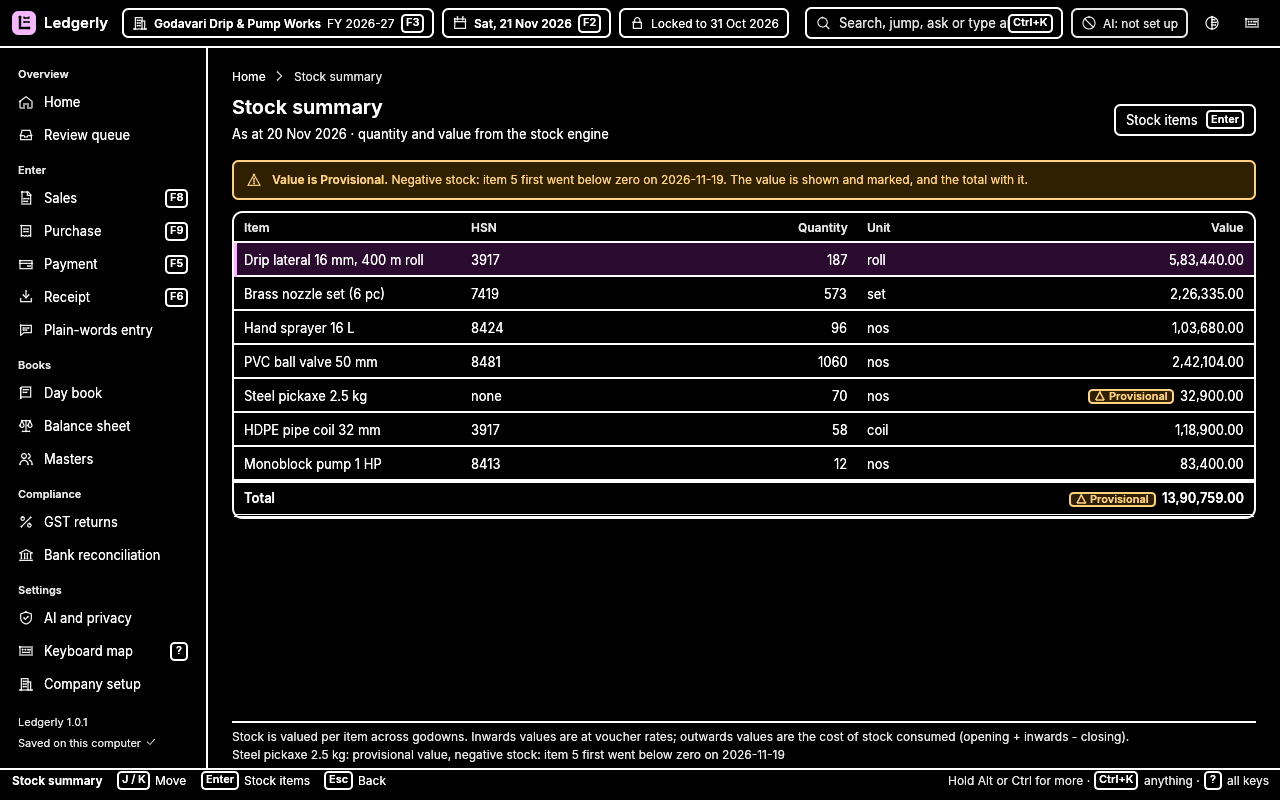 Ledgerly
Godavari Drip & Pump Works FY 2026-27 F3
Sat, 21 Nov 2026 F2
Locked to 31 Oct 2026
Search, jump, ask or type a Ctrl+K
AI: not set up
Overview
Home
Review queue
Enter
Sales F8
Purchase F9
Payment F5
Receipt F6
Plain-words entry
Books
Day book
Balance sheet
Masters
Compliance
GST returns
Bank reconciliation
Settings
AI and privacy
Keyboard map ?
Company setup
Ledgerly 1.0.1
Saved on this computer
Home > Stock summary
Stock summary
As at 20 Nov 2026 · quantity and value from the stock engine
Stock items Enter
Value is Provisional. Negative stock: item 5 first went below zero on 2026-11-19. The value is shown and marked, and the total with it.
Item HSN Quantity Unit Value
Drip lateral 16 mm, 400 m roll 3917 187 roll 5,83,440.00
Brass nozzle set (6 pc) 7419 573 set 2,26,335.00
Hand sprayer 16 L 8424 96 nos 1,03,680.00
PVC ball valve 50 mm 8481 1060 nos 2,42,104.00
Steel pickaxe 2.5 kg none 70 nos Provisional 32,900.00
HDPE pipe coil 32 mm 3917 58 coil 1,18,900.00
Monoblock pump 1 HP 8413 12 nos 83,400.00
Total Provisional 13,90,759.00
Stock is valued per item across godowns. Inwards values are at voucher rates; outwards values are the cost of stock consumed (opening + inwards - closing).
Steel pickaxe 2.5 kg: provisional value, negative stock: item 5 first went below zero on 2026-11-19
Stock summary J / K Move Enter Stock items Esc Back
Hold Alt or Ctrl for more · Ctrl+K anything · ? all keys